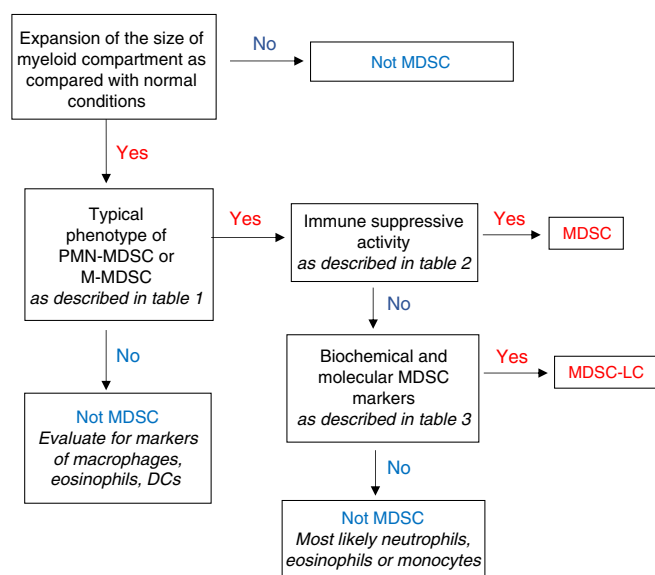 Expansion of the size of
myeloid compartment as
compared with normal
conditions
No
Not MDSC
Yes
Typical
phenotype of
PMN-MDSC or
M-MDSC
as described in table 1
Yes
Immune suppressive
activity
as described in table 2
Yes
MDSC
No
No
Biochemical and
molecular MDSC
markers
as described in table 3
Yes
MDSC-LC
Not MDSC
Evaluate for markers
of macrophages,
eosinophils, DCs
No
Not MDSC
Most likely neutrophils,
eosinophils or monocytes